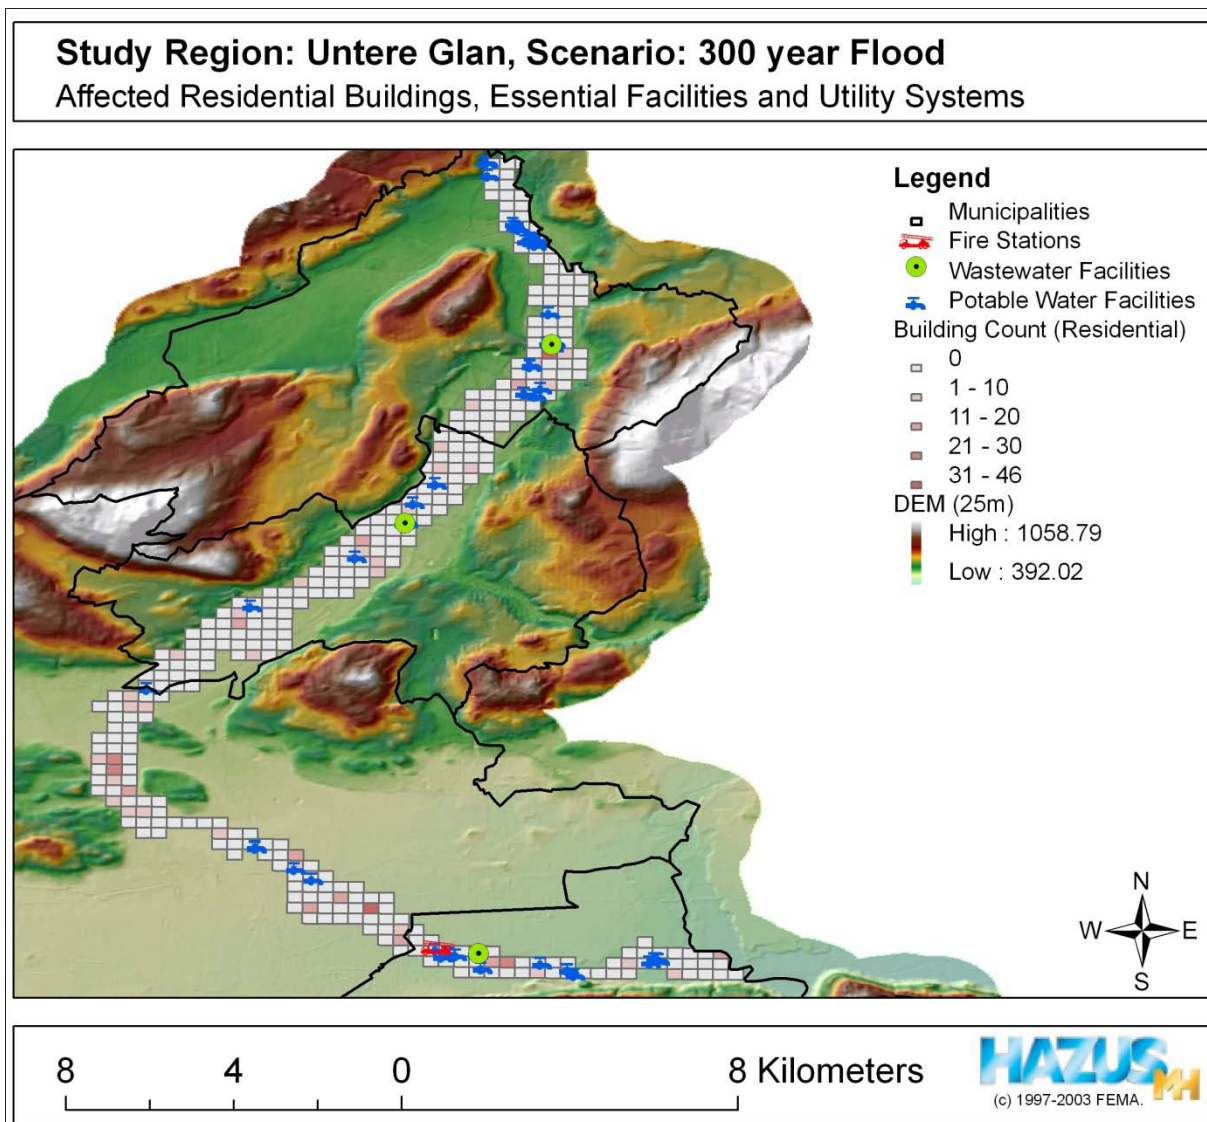 Study Region: Untere Glan, Scenario: 300 year Flood
Affected Residential Buildings, Essential Facilities and Utility Systems
Legend
Municipalities
Fire Stations
Wastewater Facilities
Potable Water Facilities
Building Count (Residential)
0
1 - 10
11 - 20
21 - 30
31 - 46
DEM (25m)
High : 1058.79
Low : 392.02
N
W E
S
8 4 0 8 Kilometers
HAZUS MH
(c) 1997-2003 FEMA.